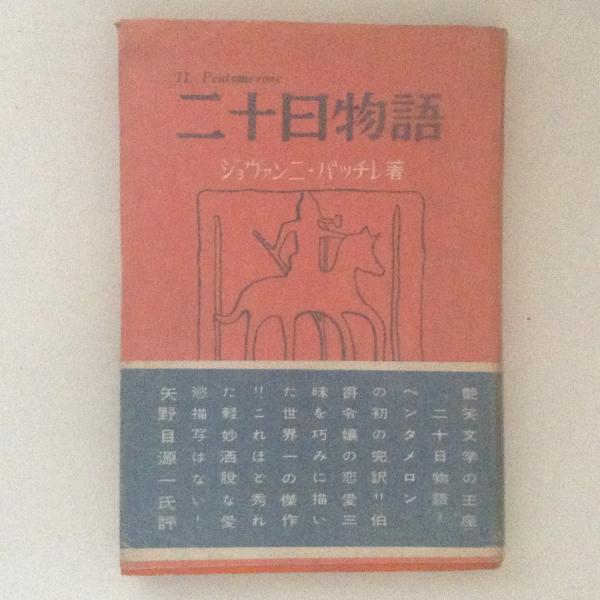 IL Pentamerone
二十日物語
ジョヴァンニ・バッチレ著
艶笑文学の王座
二十日物語!!
ペンタメロン
の初の完訳!!伯
爵令嬢の恋愛三
昧を巧みに描い
た世界一の傑作
!!これほど秀れ
た軽妙洒脱な愛
慾描写はない!
矢野目源一氏評